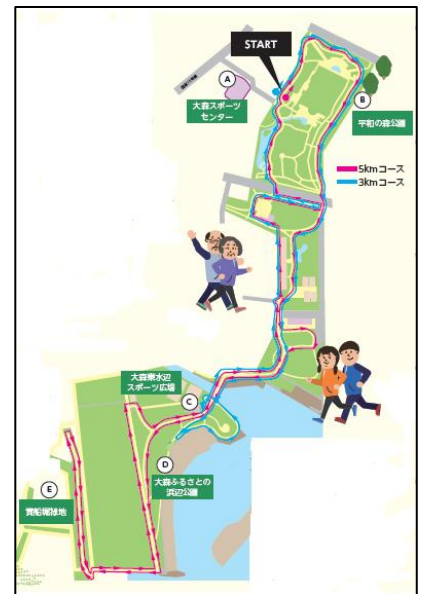 START
A
大森スポーツ
センター
B
平和の森公園
5kmコース
3kmコース
大森東水辺
スポーツ広場
C
D
大森ふるさとの
浜辺公園
E
貴船堀緑地